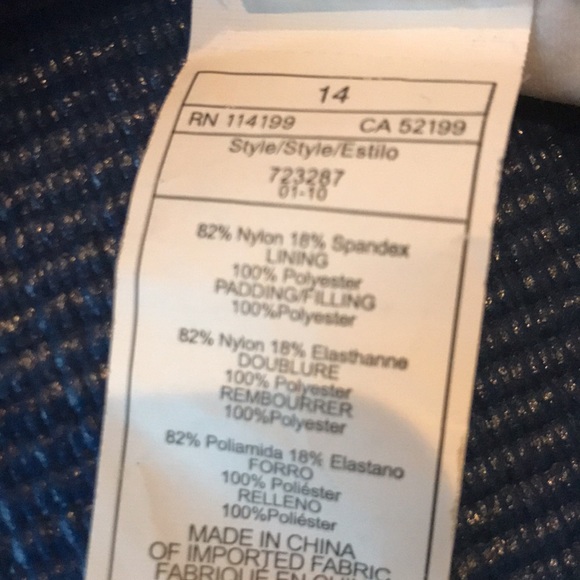 14
RN 114199 CA 52199
Style/Style/Estilo
723287
01-10
82% Nylon 18% Spandex
LINING
100% Polyester
PADDING/FILLING
100%Polyester
82% Nylon 18% Elasthanne
DOUBLURE
100% Polyester
REMBOURRER
100%Polyester
82% Poliamida 18% Elastano
FORRO
100% Poliéster
RELLENO
100%Poliéster
MADE IN CHINA
OF IMPORTED FABRIC
FABRIQUÉ EN